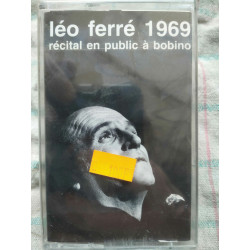 léo ferré 1969
récital en public à bobino